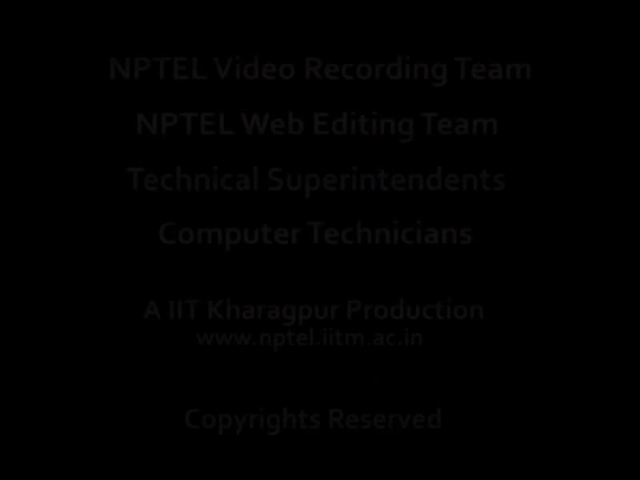 NPTEL Video Recording Team
NPTEL Web Editing Team
Technical Superintendents
Computer Technicians
A IIT Kharagpur Production
www.nptel.iitm.ac.in
Copyrights Reserved